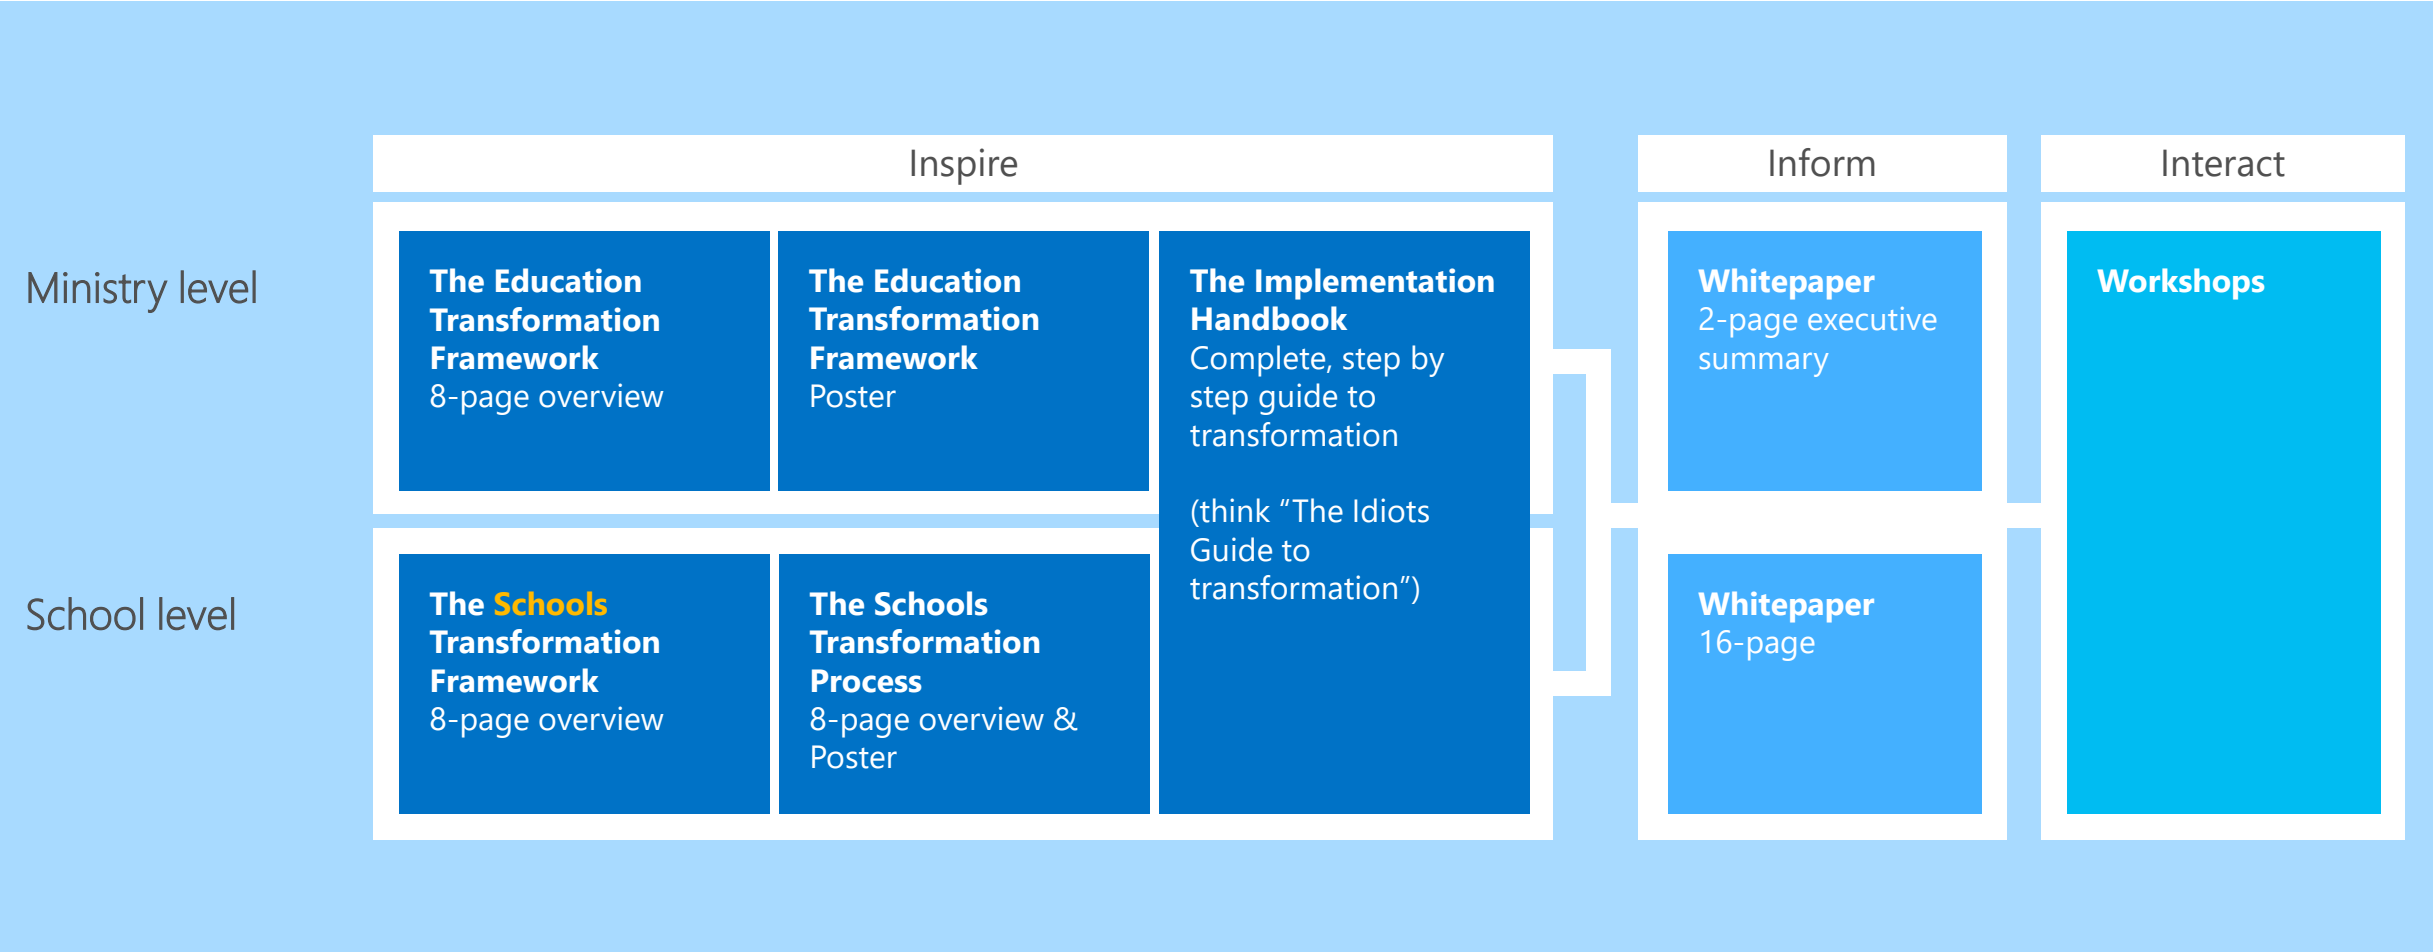 Inspire
Inform
Interact
Ministry level
The Education
Transformation
Framework
8-page overview
The Education
Transformation
Framework
Poster
The Implementation
Handbook
Complete, step by
step guide to
transformation
(think “The Idiots
Guide to
transformation”)
Whitepaper
2-page executive
summary
Workshops
School level
The Schools
Transformation
Framework
8-page overview
The Schools
Transformation
Process
8-page overview &
Poster
Whitepaper
16-page